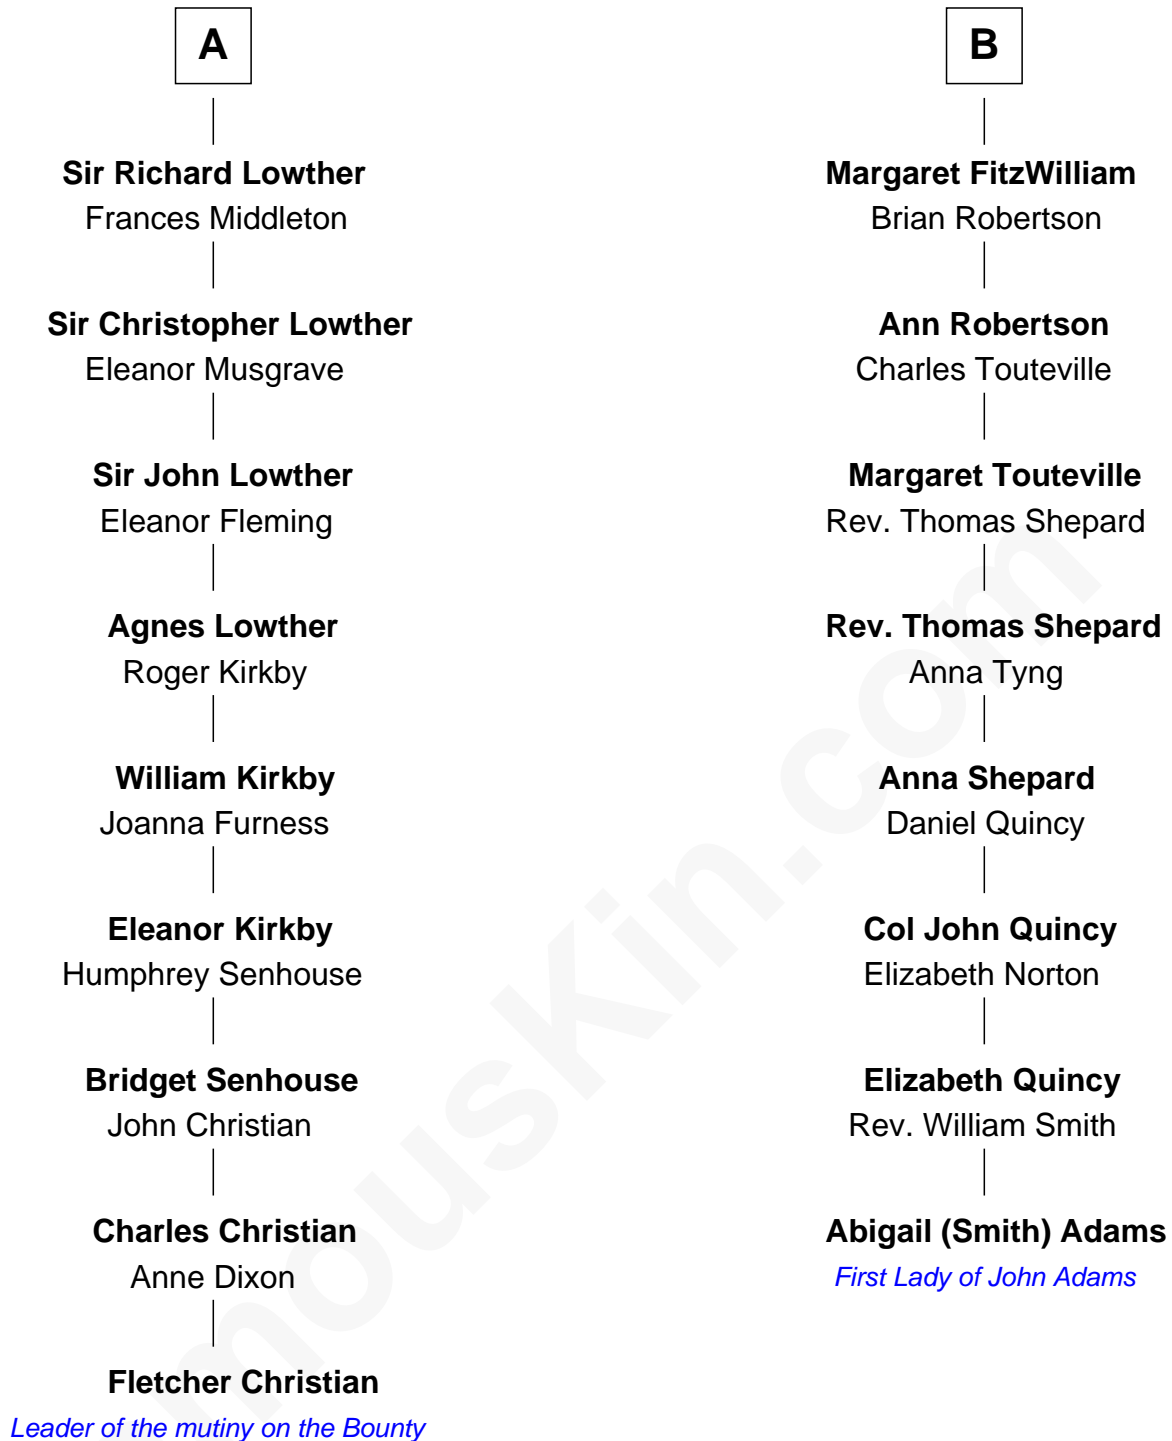 A
Sir Richard Lowther
Frances Middleton
Sir Christopher Lowther
Eleanor Musgrave
Sir John Lowther
Eleanor Fleming
Agnes Lowther
Roger Kirkby
William Kirkby
Joanna Furness
Eleanor Kirkby
Humphrey Senhouse
Bridget Senhouse
John Christian
Charles Christian
Anne Dixon
Fletcher Christian
Leader of the mutiny on the Bounty
B
Margaret FitzWilliam
Brian Robertson
Ann Robertson
Charles Touteville
Margaret Touteville
Rev. Thomas Shepard
Rev. Thomas Shepard
Anna Tyng
Anna Shepard
Daniel Quincy
Col John Quincy
Elizabeth Norton
Elizabeth Quincy
Rev. William Smith
Abigail (Smith) Adams
First Lady of John Adams
mousKin.com